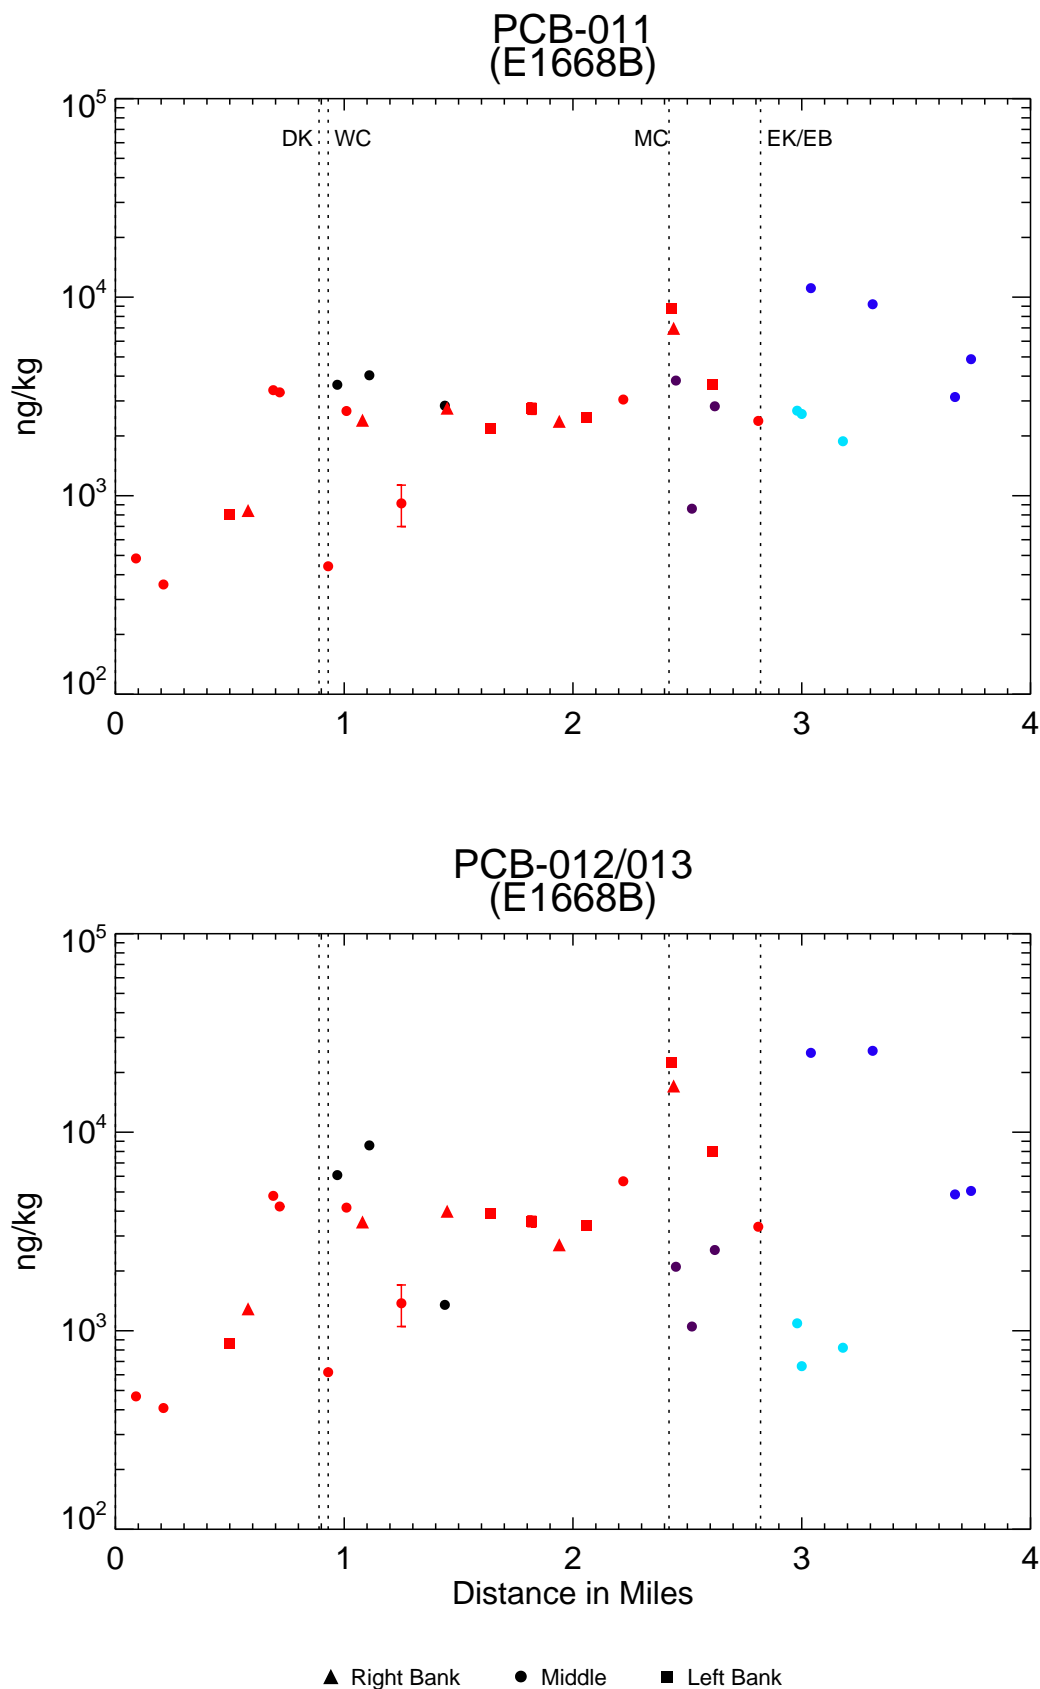 PCB-011
(E1668B)
10^5
DK WC MC EK/EB
10^4
ng/kg
10^3
10^2
0 1 2 3 4
PCB-012/013
(E1668B)
10^5
10^4
ng/kg
10^3
10^2
0 1 2 3 4
Distance in Miles
Right Bank Middle Left Bank